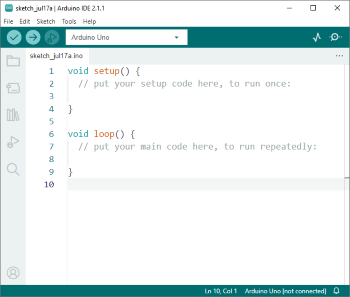 sketch_jul17a | Arduino IDE 2.1.1
File Edit Sketch Tools Help
Arduino Uno
sketch_jul17a.ino
1 void setup() {
2 // put your setup code here, to run once:
3
4 }
5
6 void loop() {
7 // put your main code here, to run repeatedly:
8
9 }
10
Ln 10, Col 1 Arduino Uno [not connected]